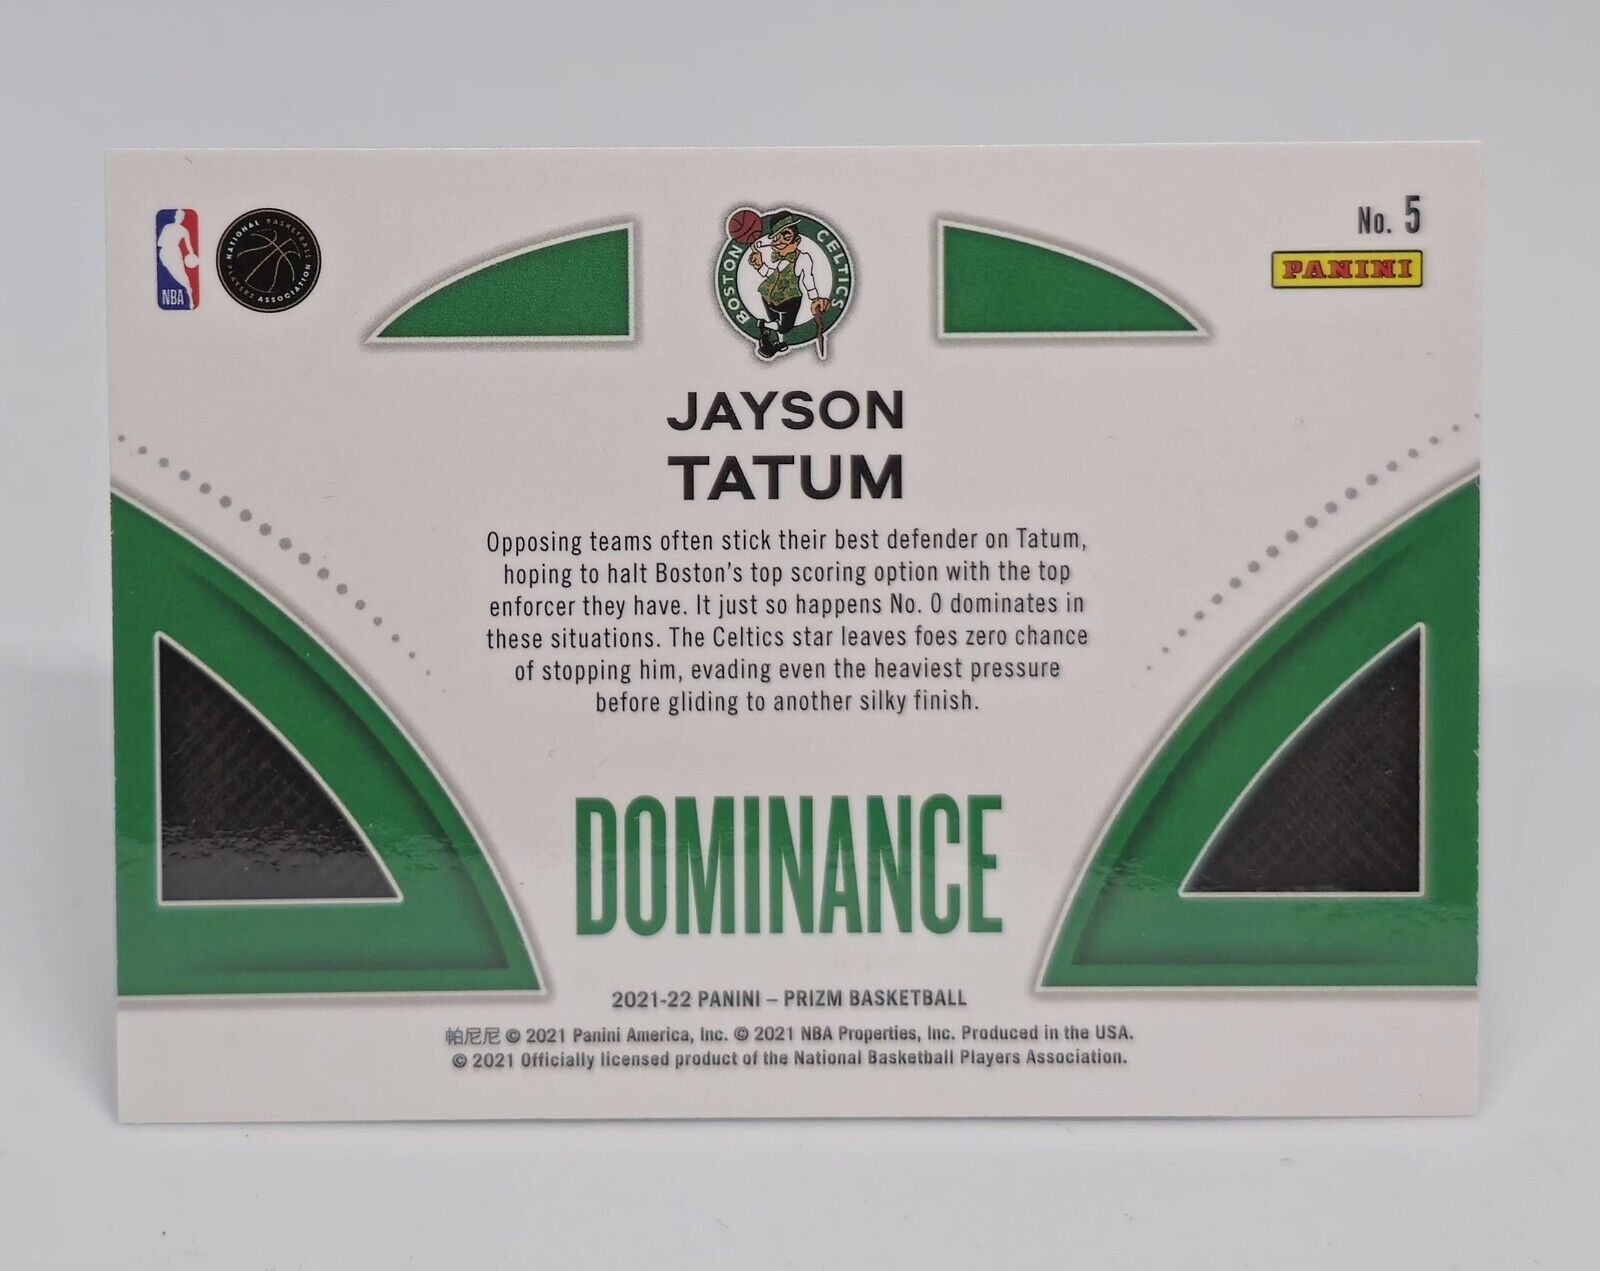 NBA
NATIONAL BASKETBALL
PLAYERS ASSOCIATION
BOSTON CELTICS
No. 5
PANINI
JAYSON
TATUM
Opposing teams often stick their best defender on Tatum,
hoping to halt Boston's top scoring option with the top
enforcer they have. It just so happens No. 0 dominates in
these situations. The Celtics star leaves foes zero chance
of stopping him, evading even the heaviest pressure
before gliding to another silky finish.
DOMINANCE
2021-22 PANINI – PRIZM BASKETBALL
帕尼尼 © 2021 Panini America, Inc. © 2021 NBA Properties, Inc. Produced in the USA.
© 2021 Officially licensed product of the National Basketball Players Association.